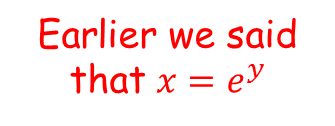 Earlier we said
that x = e^y